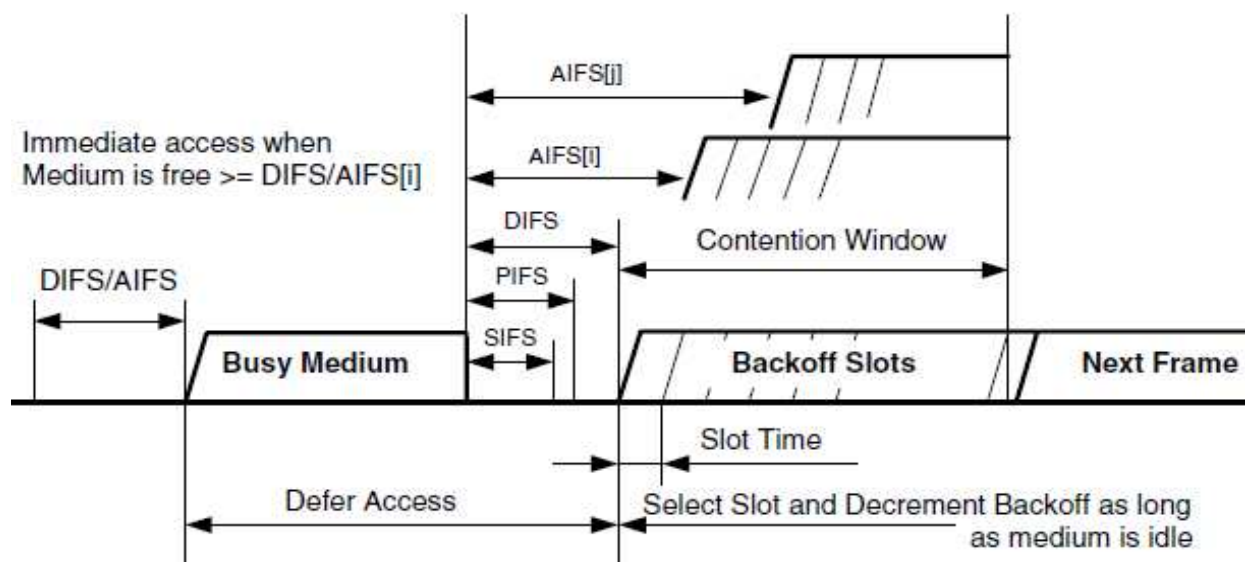 AIFS[j]
Immediate access when
Medium is free >= DIFS/AIFS[i]
AIFS[i]
DIFS
Contention Window
DIFS/AIFS
PIFS
SIFS
Busy Medium
Backoff Slots
Next Frame
Slot Time
Defer Access
Select Slot and Decrement Backoff as long
as medium is idle